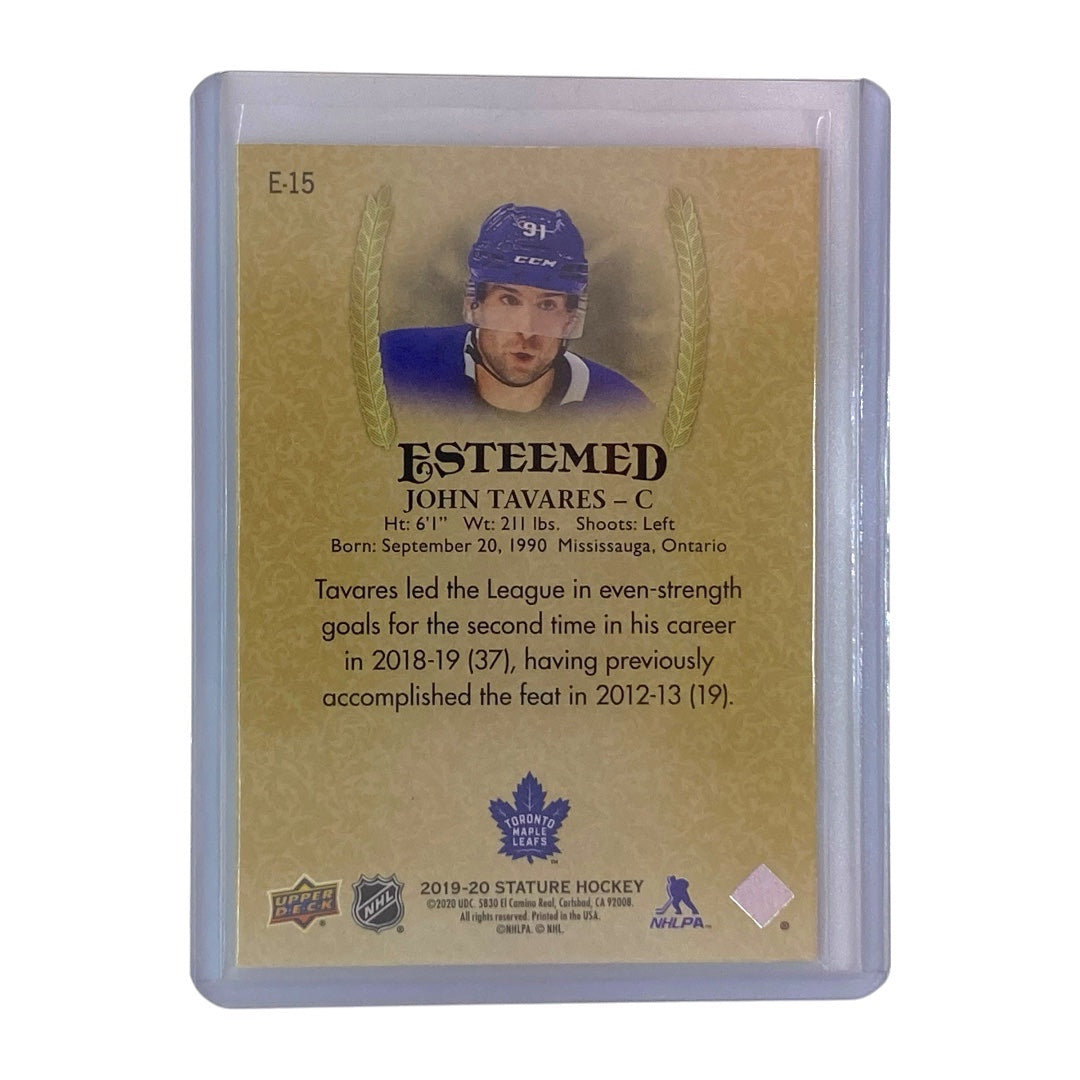 E-15
91
CCM
ESTEEMED
JOHN TAVARES – C
Ht: 6'1" Wt: 211 lbs. Shoots: Left
Born: September 20, 1990 Mississauga, Ontario
Tavares led the League in even-strength
goals for the second time in his career
in 2018-19 (37), having previously
accomplished the feat in 2012-13 (19).
TORONTO
MAPLE
LEAFS
™
UPPER
DECK
®
NHL
®
2019-20 STATURE HOCKEY
©2020 UDC. 5830 El Camino Real, Carlsbad, CA 92008.
All rights reserved. Printed in the USA.
©NHLPA. © NHL.
NHLPA™
®